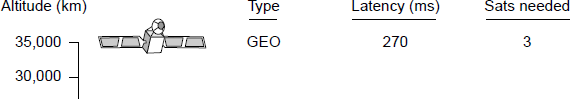 Altitude (km) Type Latency (ms) Sats needed
35,000 GEO 270 3
30,000